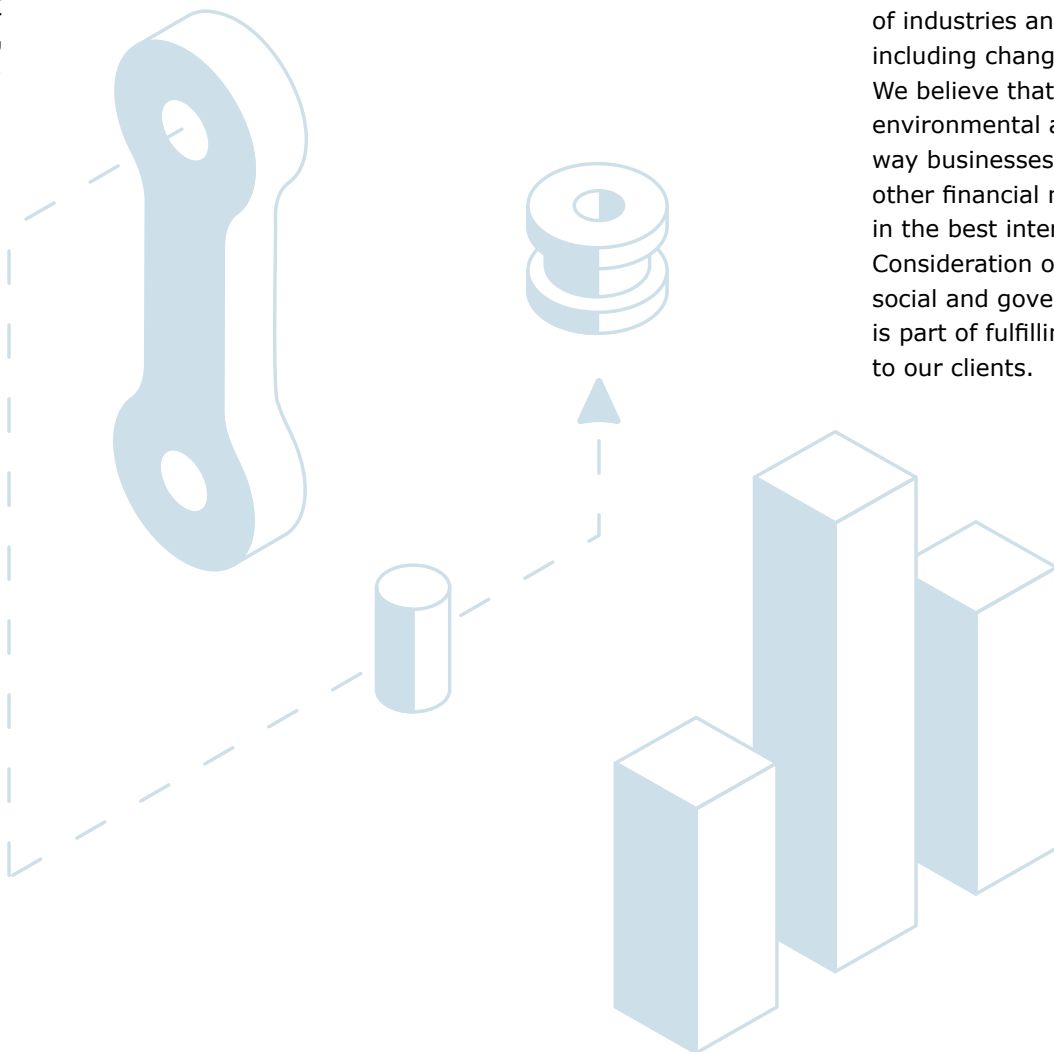 of industries an
including chang
We believe that
environmental a
way businesses
other financial
in the best inter
Consideration o
social and gove
is part of fulfillin
to our clients.